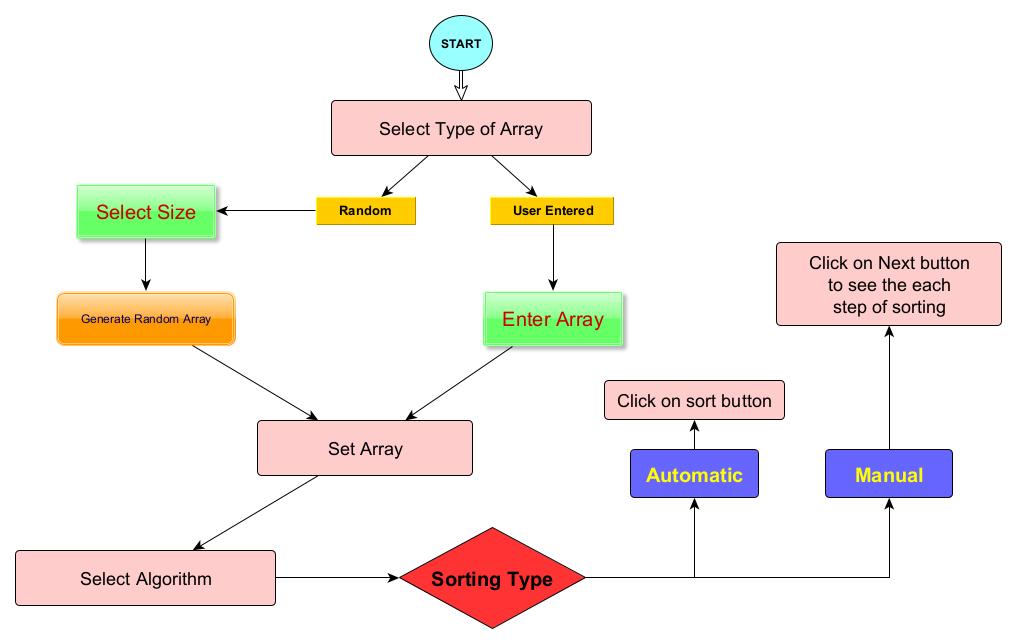 START
Select Type of Array
Random
User Entered
Select Size
Generate Random Array
Enter Array
Set Array
Select Algorithm
Sorting Type
Automatic
Click on sort button
Manual
Click on Next button
to see the each
step of sorting